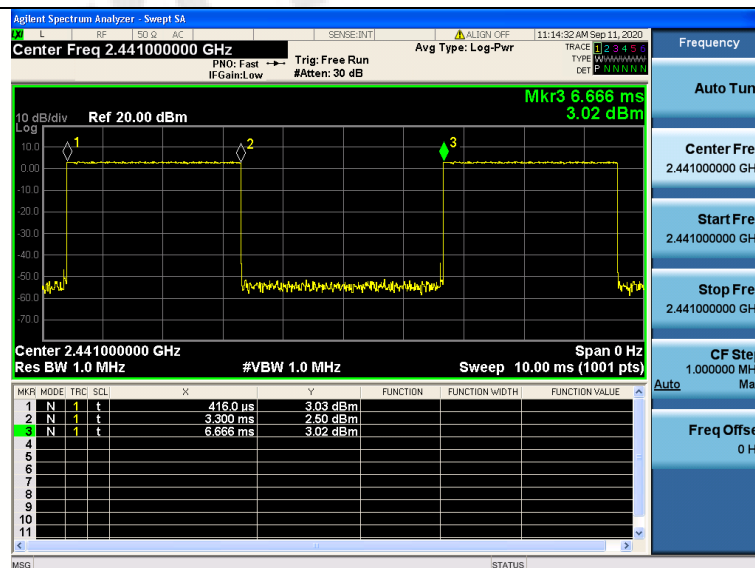 Agilent Spectrum Analyzer - Swept SA
LXI L RF 50 Ω AC SENSE:INT ALIGN OFF 11:14:32 AM Sep 11, 2020
Center Freq 2.441000000 GHz
PNO: Fast Trig: Free Run
IFGain:Low #Atten: 30 dB
Avg Type: Log-Pwr
TRACE 1 2 3 4 5 6
TYPE WWWWWW
DET P N N N N N
Mkr3 6.666 ms
3.02 dBm
10 dB/div Ref 20.00 dBm
Log
10.0
0.00
-10.0
-20.0
-30.0
-40.0
-50.0
-60.0
-70.0
1
2
3
Center 2.441000000 GHz Span 0 Hz
Res BW 1.0 MHz #VBW 1.0 MHz Sweep 10.00 ms (1001 pts)
MKR MODE TRC SCL X Y FUNCTION FUNCTION WIDTH FUNCTION VALUE
1 N 1 t 416.0 us 3.03 dBm
2 N 1 t 3.300 ms 2.50 dBm
3 N 1 t 6.666 ms 3.02 dBm
4
5
6
7
8
9
10
11
MSG STATUS
Frequency
Auto Tun
Center Fre
2.441000000 GH
Start Fre
2.441000000 GH
Stop Fre
2.441000000 GH
CF Ste
1.000000 MH
Auto Ma
Freq Offse
0 H